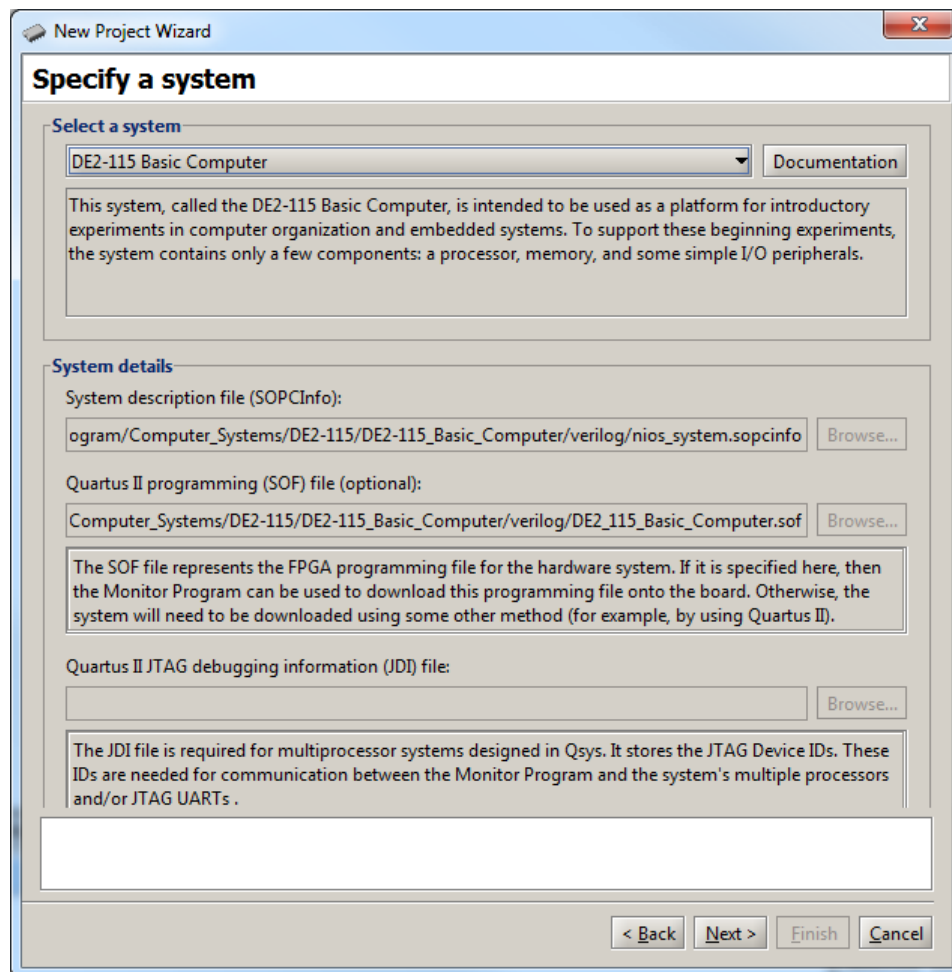 New Project Wizard
Specify a system
Select a system
DE2-115 Basic Computer
Documentation
This system, called the DE2-115 Basic Computer, is intended to be used as a platform for introductory
experiments in computer organization and embedded systems. To support these beginning experiments,
the system contains only a few components: a processor, memory, and some simple I/O peripherals.
System details
System description file (SOPCInfo):
ogram/Computer_Systems/DE2-115/DE2-115_Basic_Computer/verilog/nios_system.sopcinfo
Browse...
Quartus II programming (SOF) file (optional):
Computer_Systems/DE2-115/DE2-115_Basic_Computer/verilog/DE2_115_Basic_Computer.sof
Browse...
The SOF file represents the FPGA programming file for the hardware system. If it is specified here, then
the Monitor Program can be used to download this programming file onto the board. Otherwise, the
system will need to be downloaded using some other method (for example, by using Quartus II).
Quartus II JTAG debugging information (JDI) file:
Browse...
The JDI file is required for multiprocessor systems designed in Qsys. It stores the JTAG Device IDs. These
IDs are needed for communication between the Monitor Program and the system's multiple processors
and/or JTAG UARTs .
< Back
Next >
Finish
Cancel